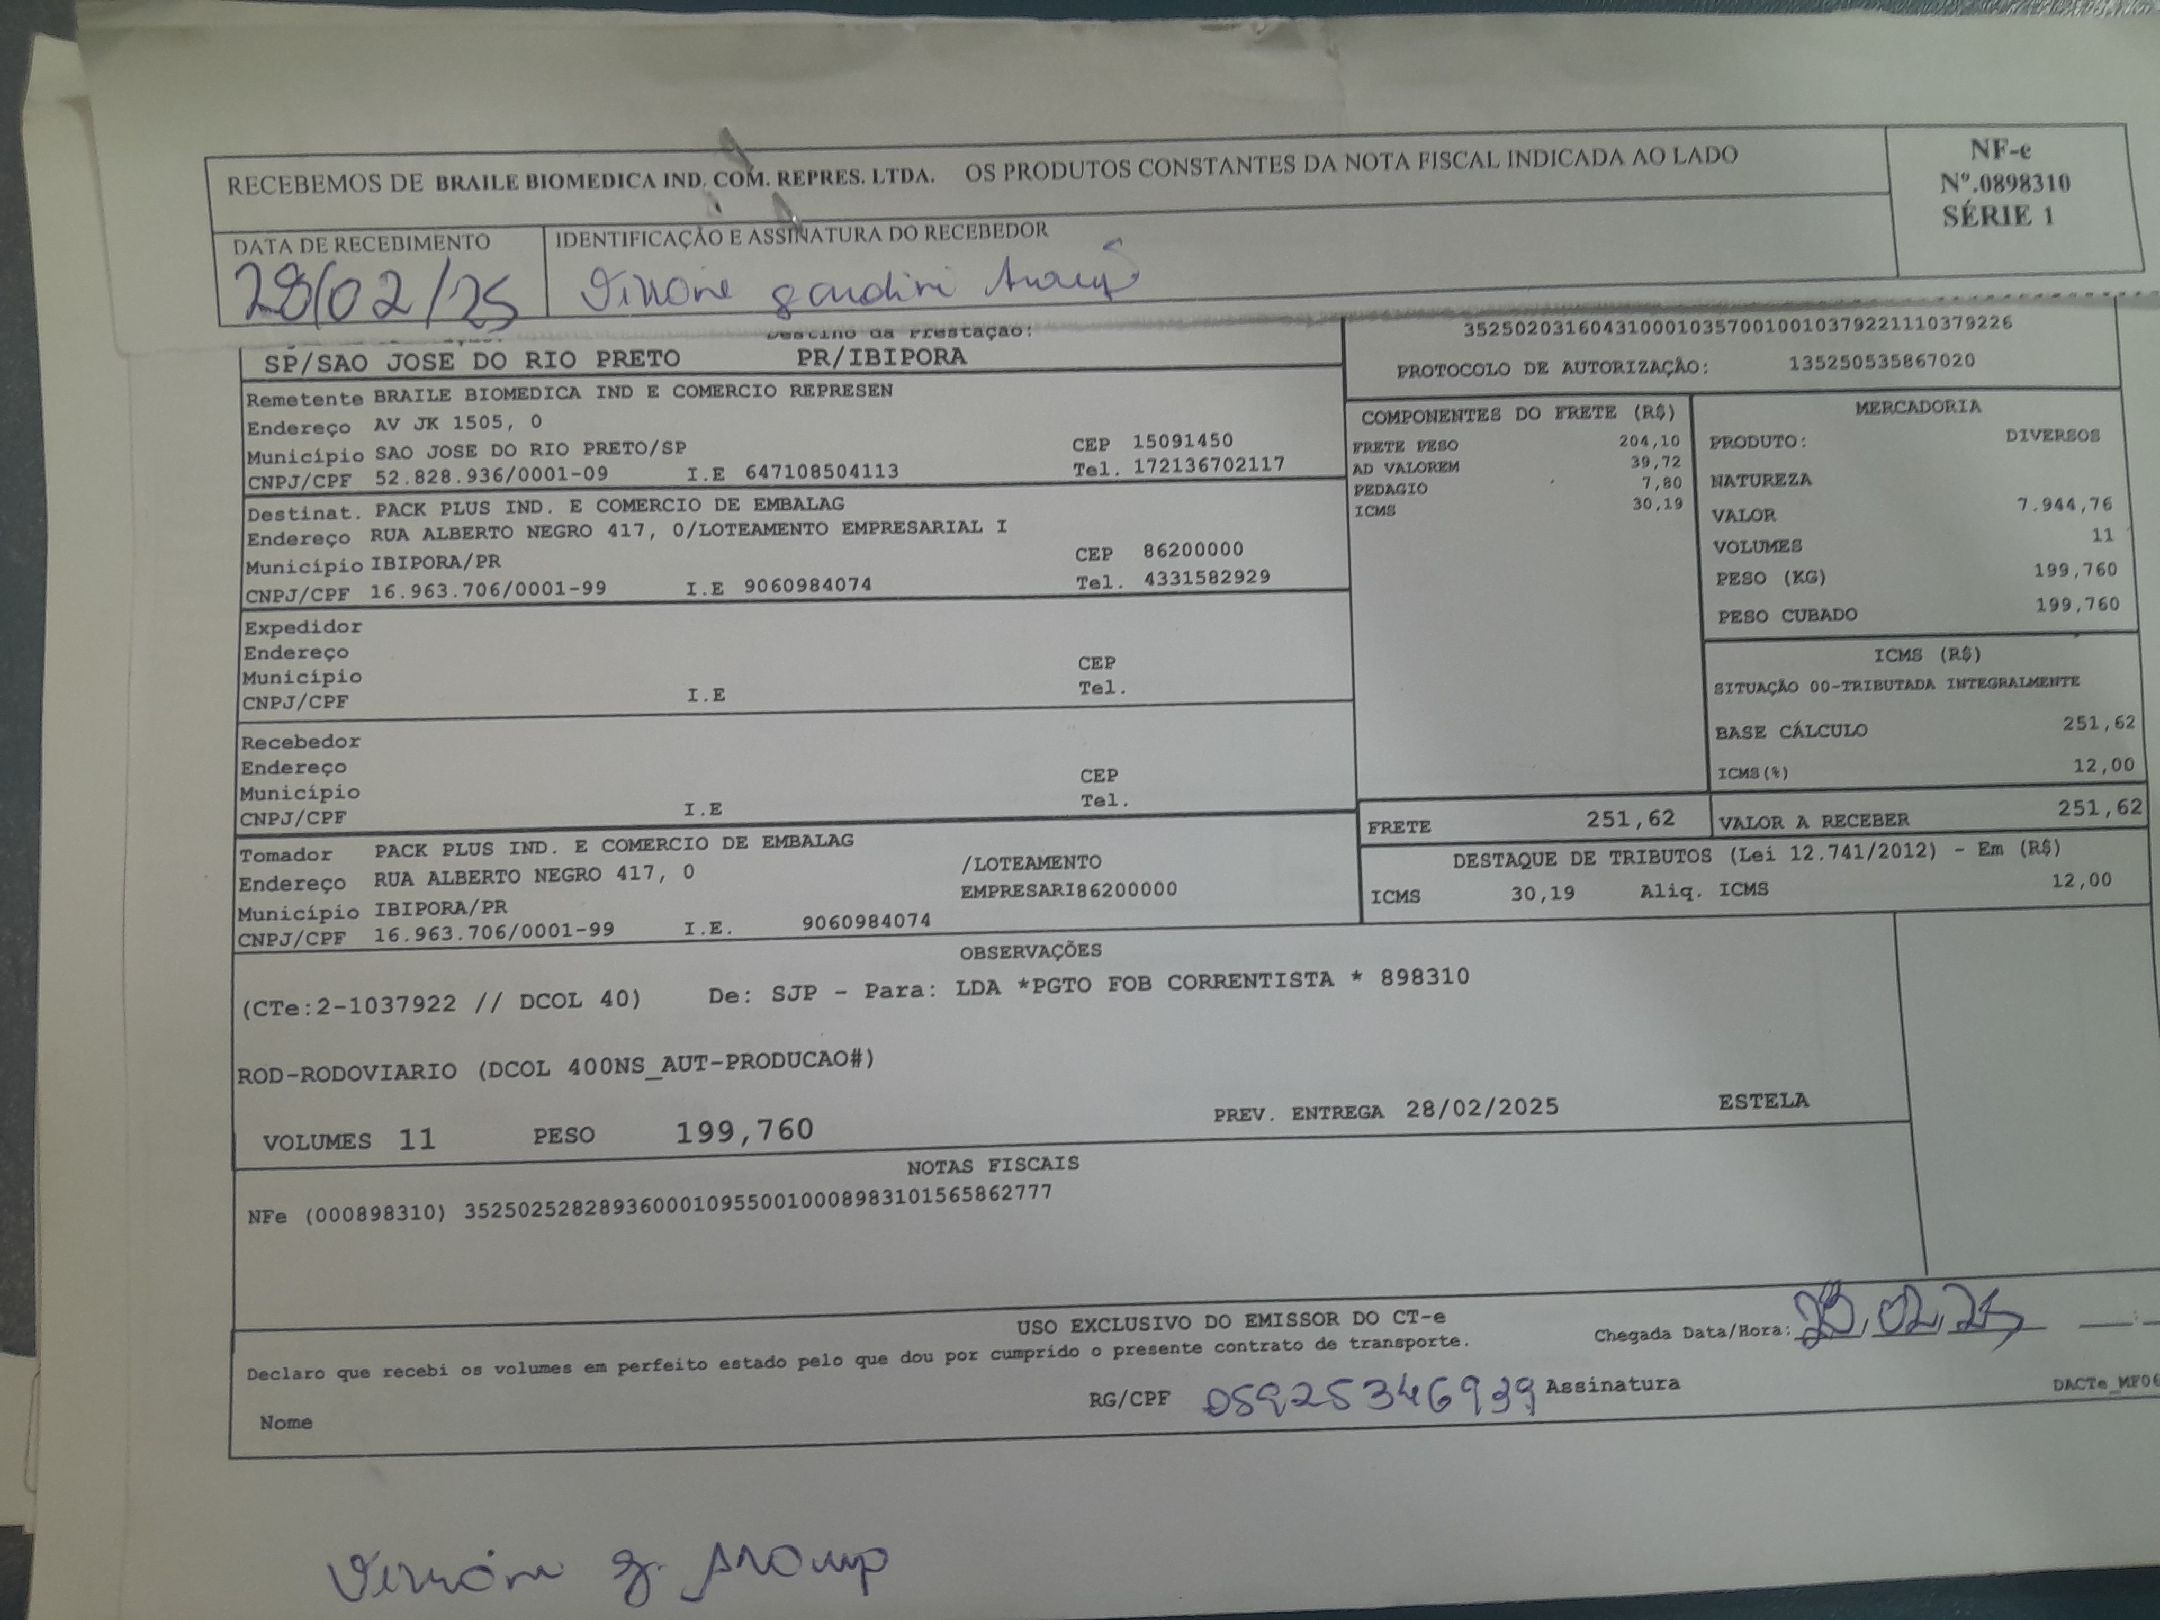 RECEBEMOS DE BRAILE BIOMEDICA IND. COM. REPRES. LTDA. OS PRODUTOS CONSTANTES DA NOTA FISCAL INDICADA AO LADO
NF-e
Nº.0898310
SÉRIE 1
DATA DE RECEBIMENTO
28/02/25
IDENTIFICAÇÃO E ASSINATURA DO RECEBEDOR
Destino da Prestação:
SP/SAO JOSE DO RIO PRETO PR/IBIPORA
35250203160431000103570010010379221110379226
PROTOCOLO DE AUTORIZAÇÃO: 135250535867020
Remetente BRAILE BIOMEDICA IND E COMERCIO REPRESEN
Endereço AV JK 1505, 0
Município SAO JOSE DO RIO PRETO/SP CEP 15091450
CNPJ/CPF 52.828.936/0001-09 I.E 647108504113 Tel. 172136702117
Destinat. PACK PLUS IND. E COMERCIO DE EMBALAG
Endereço RUA ALBERTO NEGRO 417, 0/LOTEAMENTO EMPRESARIAL I
Município IBIPORA/PR CEP 86200000
CNPJ/CPF 16.963.706/0001-99 I.E 9060984074 Tel. 4331582929
Expedidor
Endereço
Município CEP
CNPJ/CPF I.E Tel.
Recebedor
Endereço
Município CEP
CNPJ/CPF I.E Tel.
Tomador PACK PLUS IND. E COMERCIO DE EMBALAG
Endereço RUA ALBERTO NEGRO 417, 0 /LOTEAMENTO
EMPRESARI86200000
Município IBIPORA/PR
CNPJ/CPF 16.963.706/0001-99 I.E. 9060984074
COMPONENTES DO FRETE (R$)
FRETE PESO 204,10
AD VALOREM 39,72
PEDAGIO 7,80
ICMS 30,19
MERCADORIA
PRODUTO: DIVERSOS
NATUREZA
VALOR 7.944,76
VOLUMES 11
PESO (KG) 199,760
PESO CUBADO 199,760
ICMS (R$)
SITUAÇÃO 00-TRIBUTADA INTEGRALMENTE
BASE CÁLCULO 251,62
ICMS(%) 12,00
FRETE 251,62 VALOR A RECEBER 251,62
DESTAQUE DE TRIBUTOS (Lei 12.741/2012) - Em (R$)
ICMS 30,19 Aliq. ICMS 12,00
OBSERVAÇÕES
(CTe:2-1037922 // DCOL 40) De: SJP - Para: LDA *PGTO FOB CORRENTISTA * 898310
ROD-RODOVIARIO (DCOL 400NS_AUT-PRODUCAO#)
VOLUMES 11 PESO 199,760 PREV. ENTREGA 28/02/2025 ESTELA
NOTAS FISCAIS
NFe (000898310) 35250252828936000109550010008983101565862777
USO EXCLUSIVO DO EMISSOR DO CT-e
Declaro que recebi os volumes em perfeito estado pelo que dou por cumprido o presente contrato de transporte.
Chegada Data/Hora: 28,02,25
Nome RG/CPF 05925346939 Assinatura
DACTe_MF06